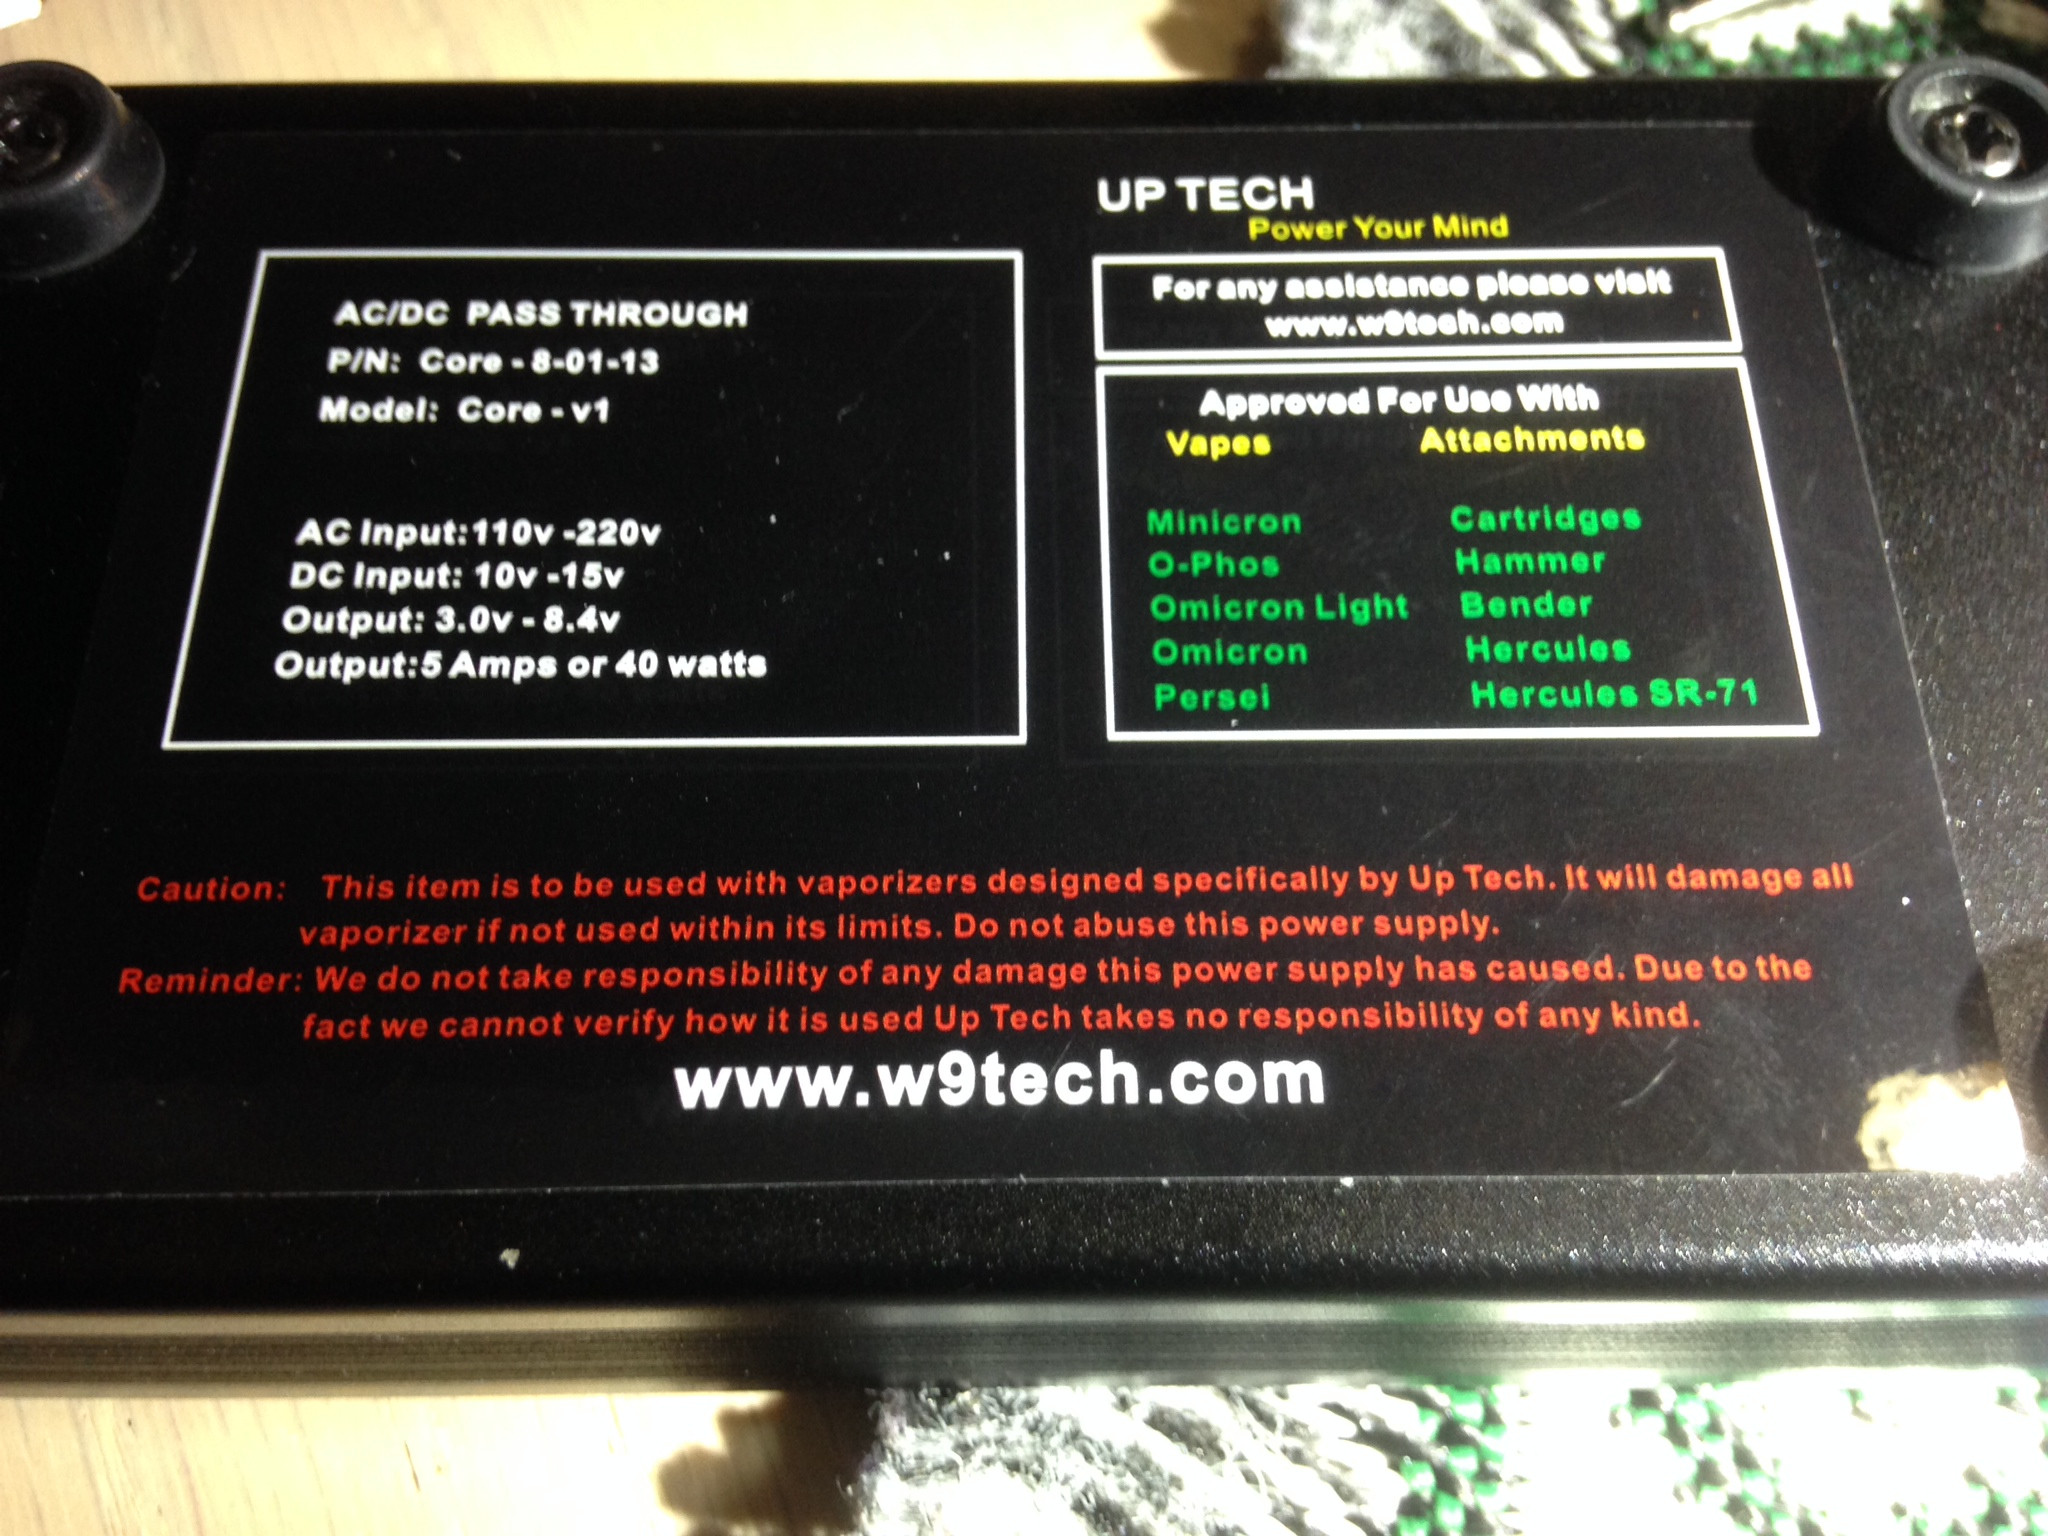 UP TECH
Power Your Mind
AC/DC PASS THROUGH
P/N: Core - 8-01-13
Model: Core - v1
AC Input:110v -220v
DC Input: 10v -15v
Output: 3.0v - 8.4v
Output:5 Amps or 40 watts
For any assistance please visit
www.w9tech.com
Approved For Use With
Vapes Attachments
Minicron Cartridges
O-Phos Hammer
Omicron Light Bender
Omicron Hercules
Persei Hercules SR-71
Caution: This item is to be used with vaporizers designed specifically by Up Tech. It will damage all
vaporizer if not used within its limits. Do not abuse this power supply.
Reminder: We do not take responsibility of any damage this power supply has caused. Due to the
fact we cannot verify how it is used Up Tech takes no responsibility of any kind.
www.w9tech.com